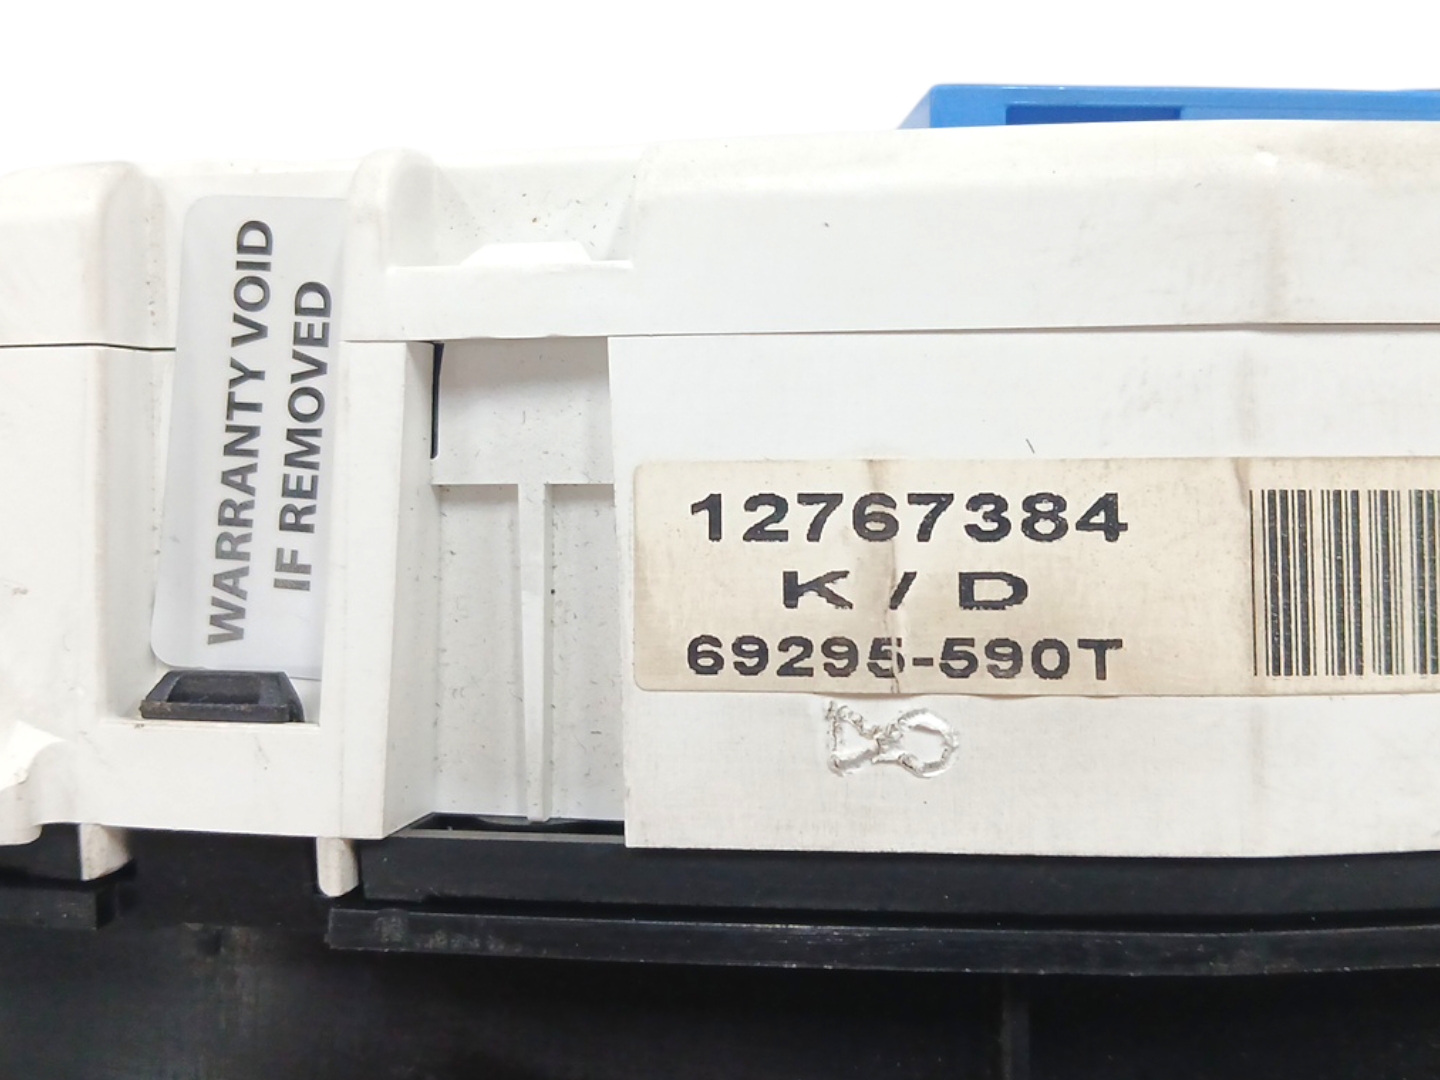 WARRANTY VOID
IF REMOVED
12767384
K / D
69295-590T